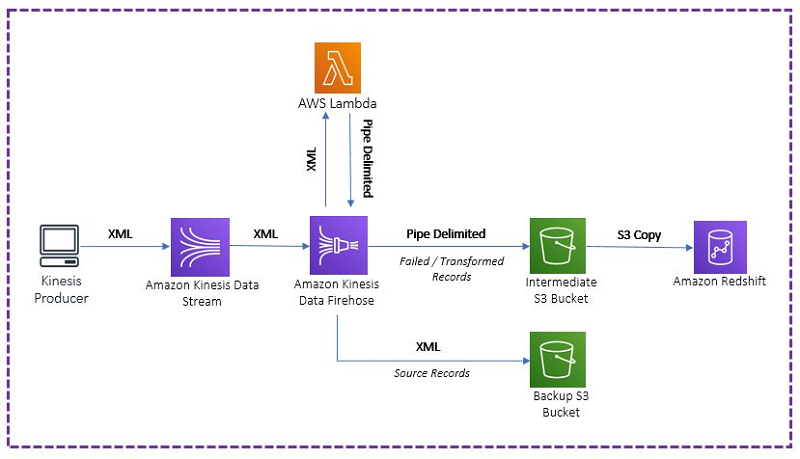 AWS Lambda
XML
Pipe Delimited
XML
XML
Pipe Delimited
S3 Copy
Failed / Transformed
Records
Kinesis
Producer
Amazon Kinesis Data
Stream
Amazon Kinesis
Data Firehose
Intermediate
S3 Bucket
Amazon Redshift
XML
Source Records
Backup S3
Bucket